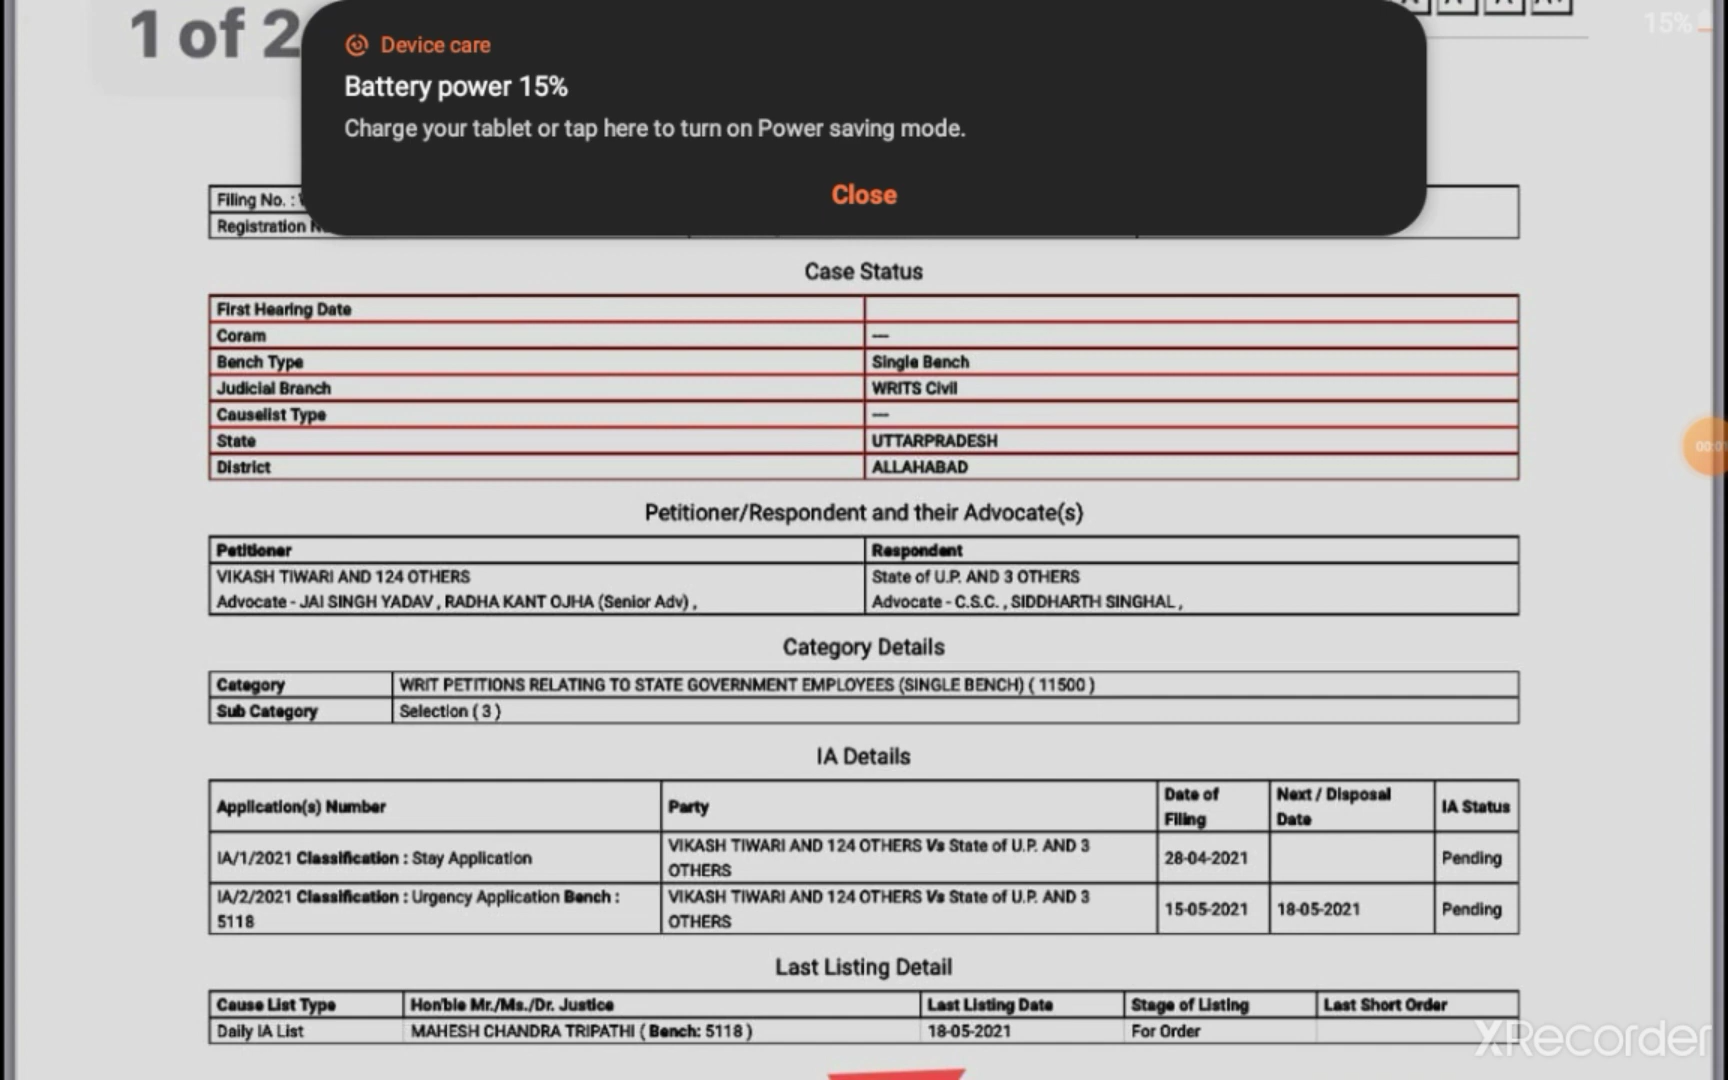 1 of 2
15%
Device care
Battery power 15%
Charge your tablet or tap here to turn on Power saving mode.
Close
Filing No. :
Registration
Case Status
First Hearing Date
Coram ---
Bench Type Single Bench
Judicial Branch WRITS Civil
Causelist Type ---
State UTTARPRADESH
District ALLAHABAD
Petitioner/Respondent and their Advocate(s)
Petitioner Respondent
VIKASH TIWARI AND 124 OTHERS State of U.P. AND 3 OTHERS
Advocate - JAI SINGH YADAV , RADHA KANT OJHA (Senior Adv) , Advocate - C.S.C. , SIDDHARTH SINGHAL ,
Category Details
Category WRIT PETITIONS RELATING TO STATE GOVERNMENT EMPLOYEES (SINGLE BENCH) ( 11500 )
Sub Category Selection ( 3 )
IA Details
Application(s) Number Party Date of Filing Next / Disposal Date IA Status
IA/1/2021 Classification : Stay Application VIKASH TIWARI AND 124 OTHERS Vs State of U.P. AND 3 OTHERS 28-04-2021 Pending
IA/2/2021 Classification : Urgency Application Bench : 5118 VIKASH TIWARI AND 124 OTHERS Vs State of U.P. AND 3 OTHERS 15-05-2021 18-05-2021 Pending
Last Listing Detail
Cause List Type Hon'ble Mr./Ms./Dr. Justice Last Listing Date Stage of Listing Last Short Order
Daily IA List MAHESH CHANDRA TRIPATHI ( Bench: 5118 ) 18-05-2021 For Order
XRecorder